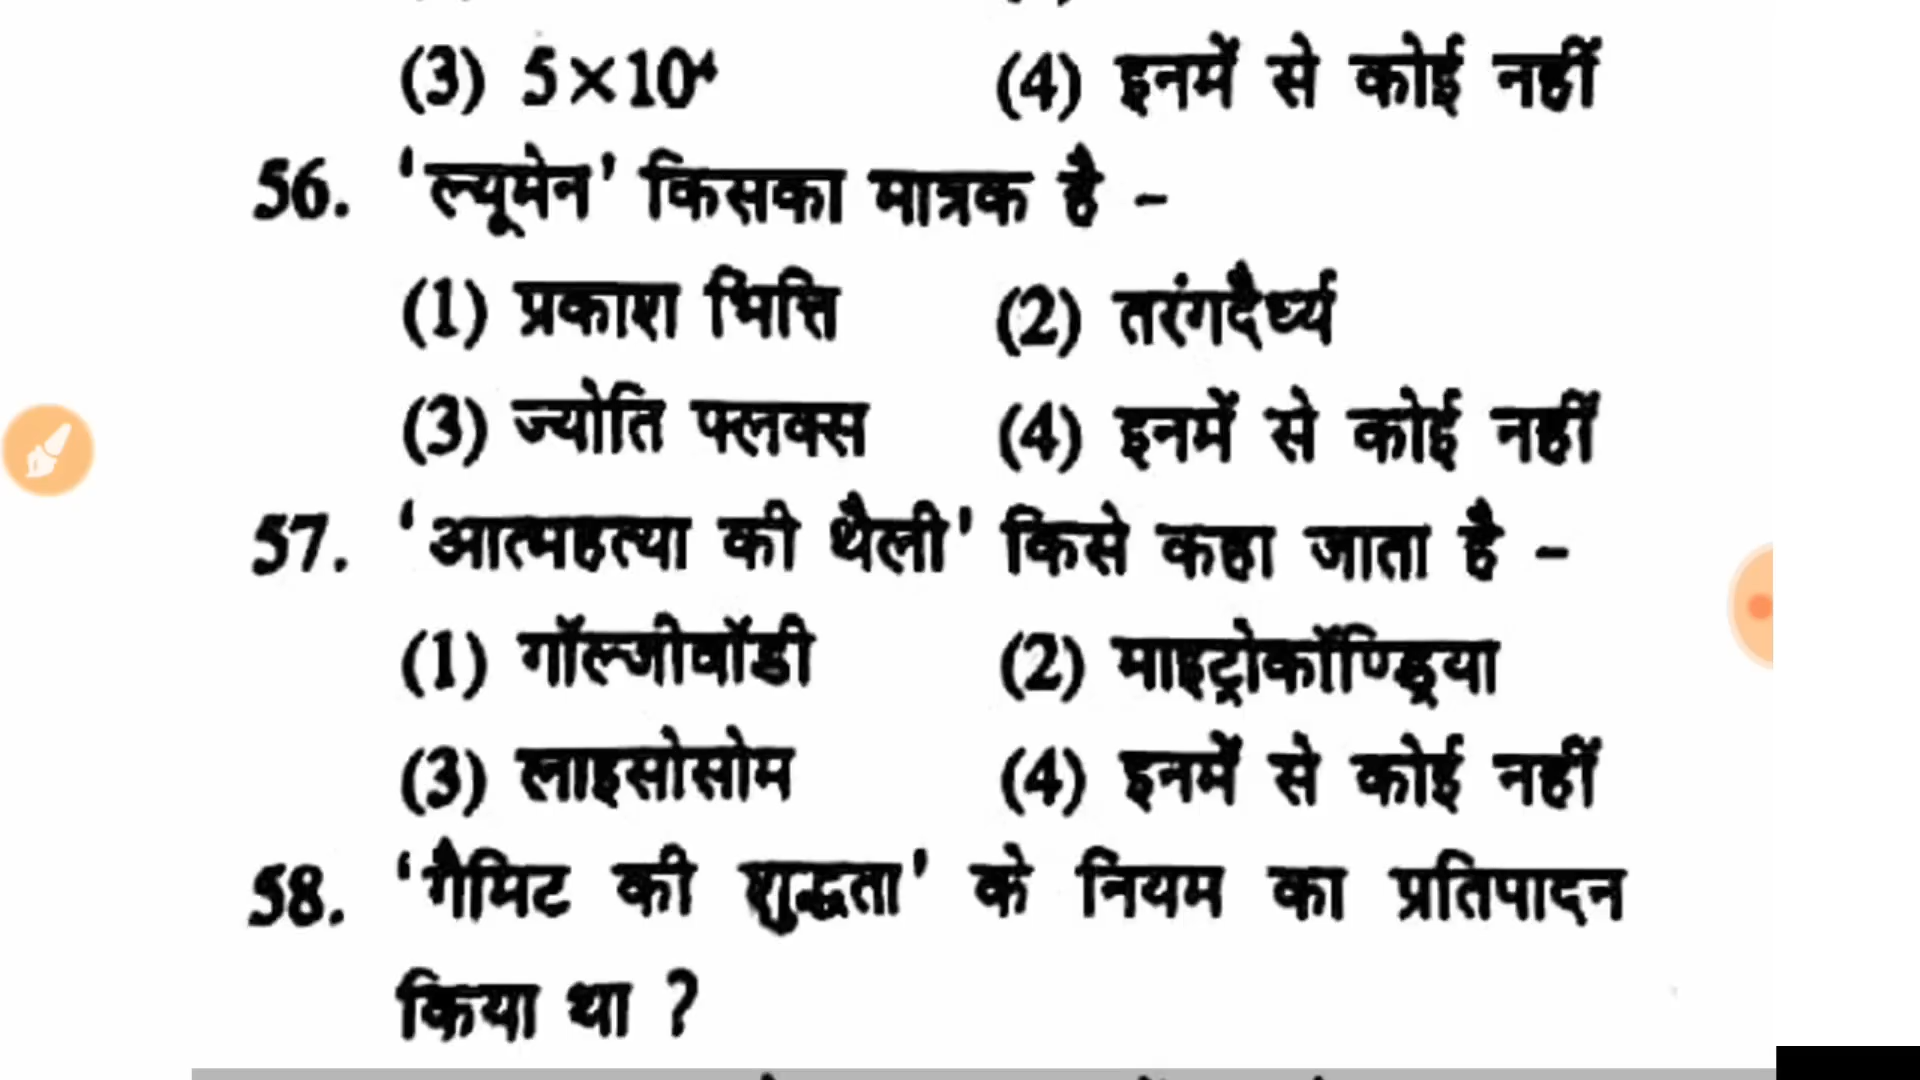 (3) 5×10⁴ (4) इनमें से कोई नहीं
56. 'ल्यूमेन' किसका मात्रक है –
(1) प्रकाश भित्ति (2) तरंगदैर्ध्य
(3) ज्योति फ्लक्स (4) इनमें से कोई नहीं
57. 'आत्महत्या की थैली' किसे कहा जाता है –
(1) गॉल्जीबॉडी (2) माइट्रोकॉण्ड्रिया
(3) लाइसोसोम (4) इनमें से कोई नहीं
58. 'गैमिट की शुद्धता' के नियम का प्रतिपादन
किया था ?